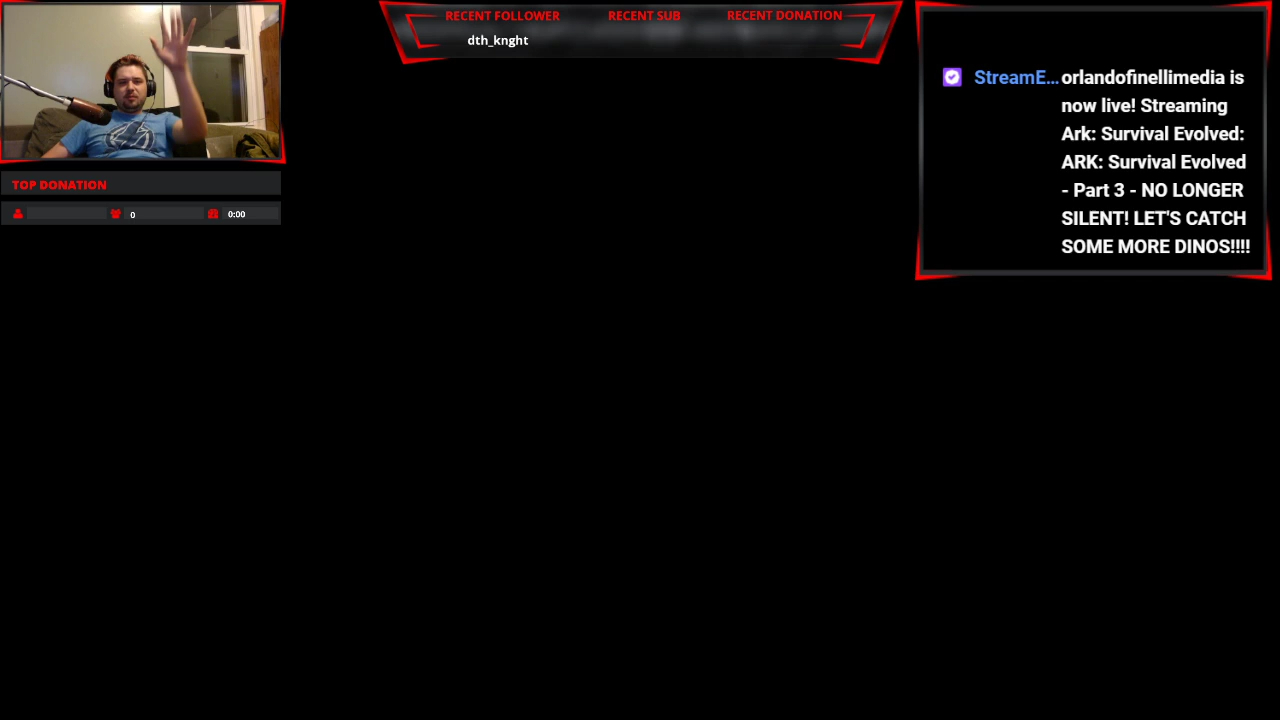 RECENT FOLLOWER RECENT SUB RECENT DONATION
dth_knght
TOP DONATION
0 0:00
StreamE... orlandofinellimedia is
now live! Streaming
Ark: Survival Evolved:
ARK: Survival Evolved
- Part 3 - NO LONGER
SILENT! LET'S CATCH
SOME MORE DINOS!!!!